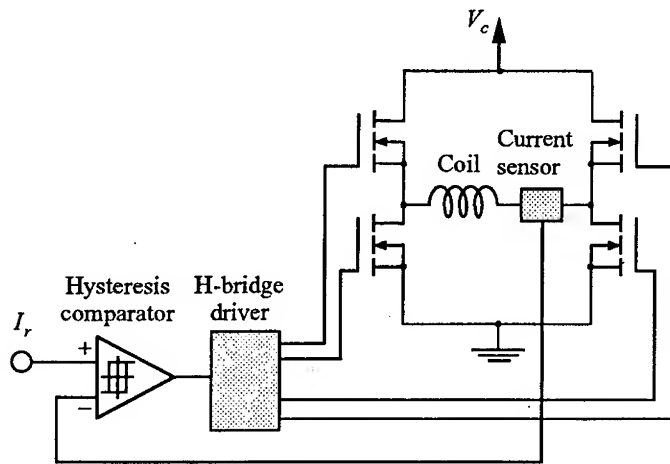 V_c
Current
sensor
Coil
Hysteresis
comparator
H-bridge
driver
I_r
+
−